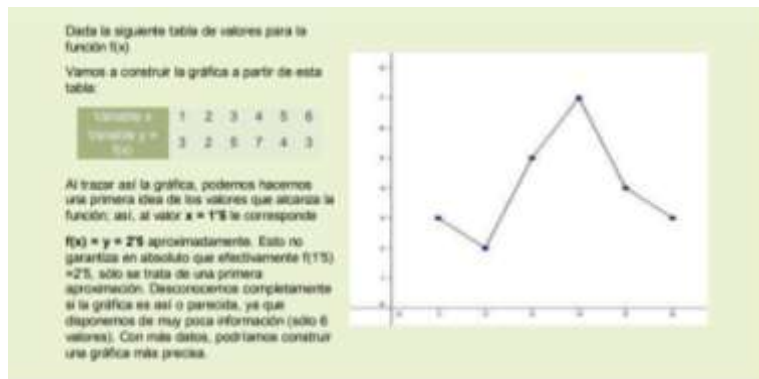 Dada la siguiente tabla de valores para la
función f(x)
Vamos a construir la gráfica a partir de esta
tabla:
Variable x 1 2 3 4 5 6
Variable y =
f(x) 3 2 5 7 4 3
Al trazar así la gráfica, podemos hacernos
una primera idea de los valores que alcanza la
función; así, al valor x = 1'5 le corresponde
f(x) = y = 2'5 aproximadamente. Esto no
garantiza en absoluto que efectivamente f(1'5)
=2'5, sólo se trata de una primera
aproximación. Desconocemos completamente
si la gráfica es así o parecida, ya que
disponemos de muy poca información (sólo 6
valores). Con más datos, podríamos construir
una gráfica más precisa.